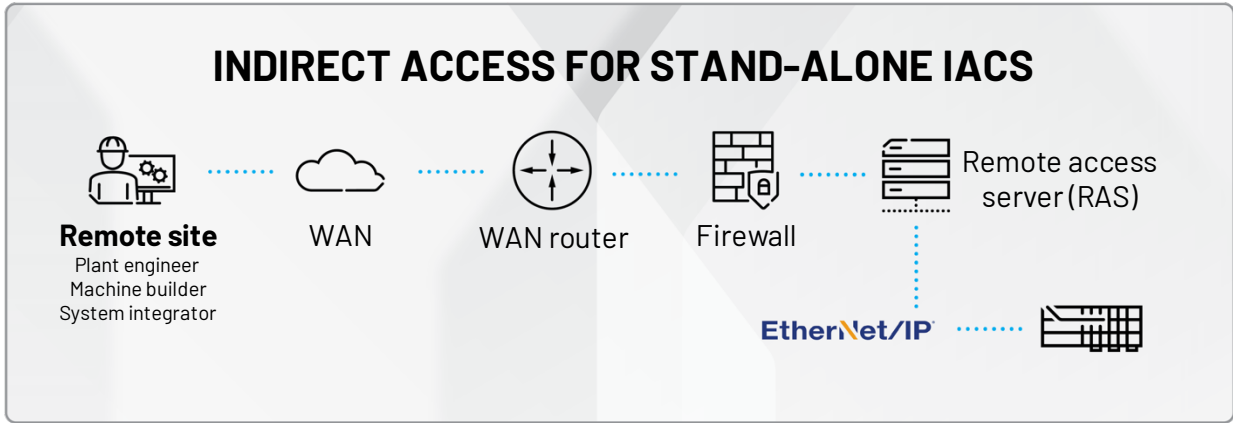 INDIRECT ACCESS FOR STAND-ALONE IACS
Remote site
Plant engineer
Machine builder
System integrator
WAN
WAN router
Firewall
Remote access
server (RAS)
EtherNet/IP